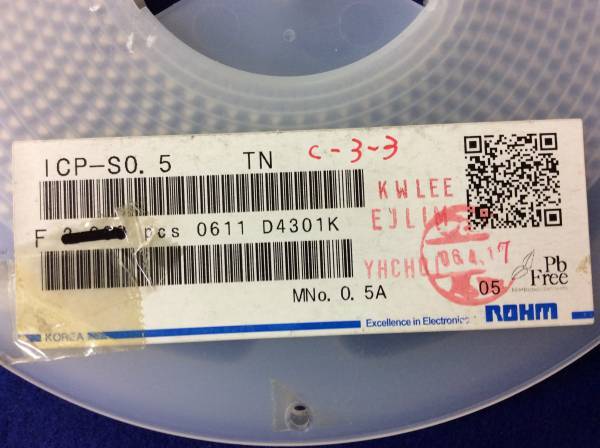 ICP-S0.5 TN C-3-3
KWLEE
F pcs 0611 D4301K EJLIM
YHCHO 06.4.17
MNo. 0.5A 05 Pb
Free
KOREA Excellence in Electronics ROHM